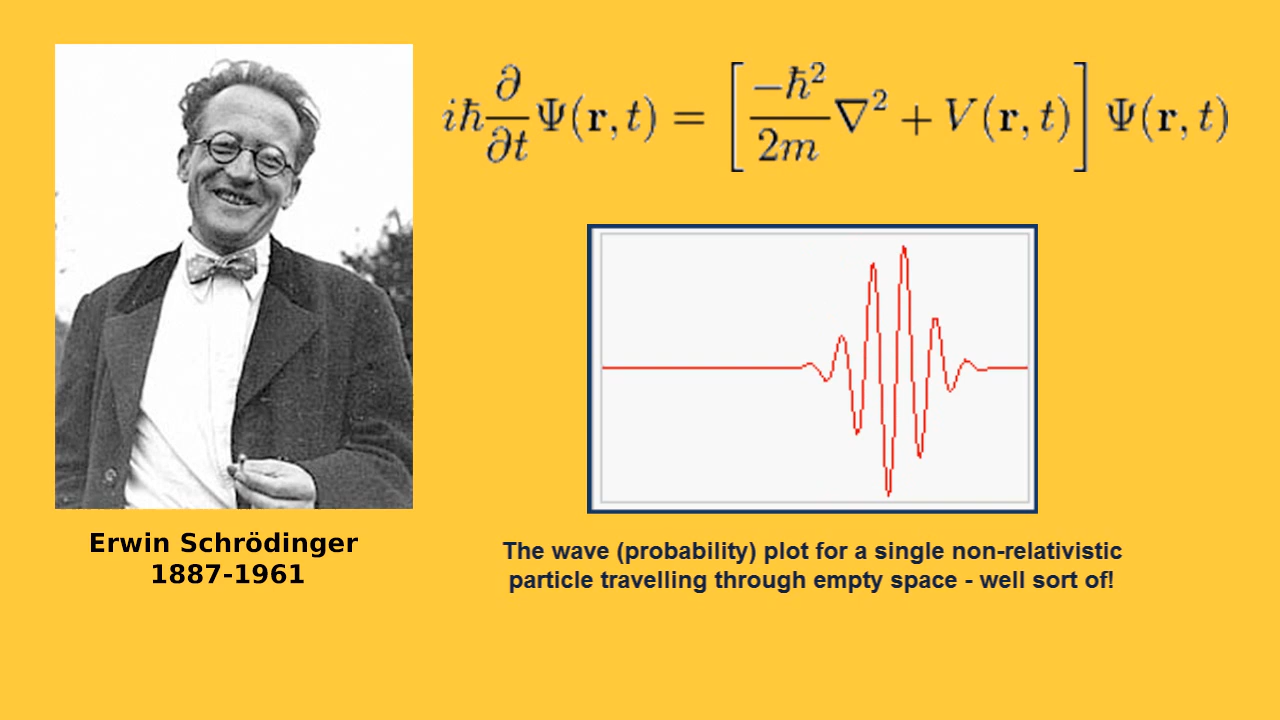 iħ ∂/∂t Ψ(r, t) = [ −ħ²/2m ∇² + V(r, t) ] Ψ(r, t)
Erwin Schrödinger
1887-1961
The wave (probability) plot for a single non-relativistic
particle travelling through empty space - well sort of!